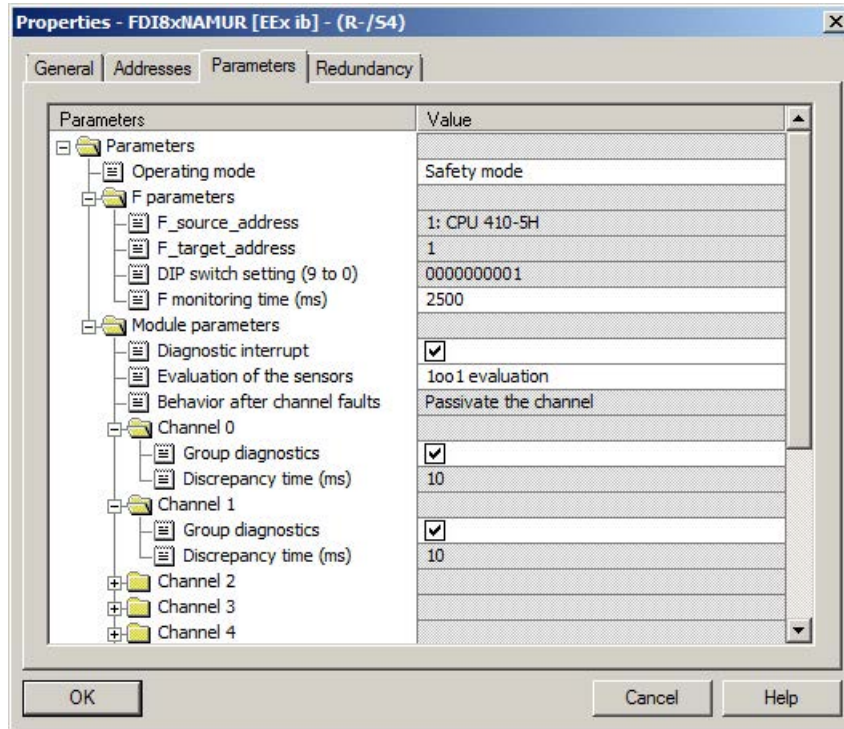 Properties - FDI8xNAMUR [EEx ib] - (R-/S4)
General Addresses Parameters Redundancy
Parameters Value
Parameters
Operating mode Safety mode
F parameters
F_source_address 1: CPU 410-5H
F_target_address 1
DIP switch setting (9 to 0) 0000000001
F monitoring time (ms) 2500
Module parameters
Diagnostic interrupt
Evaluation of the sensors 1oo1 evaluation
Behavior after channel faults Passivate the channel
Channel 0
Group diagnostics
Discrepancy time (ms) 10
Channel 1
Group diagnostics
Discrepancy time (ms) 10
Channel 2
Channel 3
Channel 4
OK Cancel Help